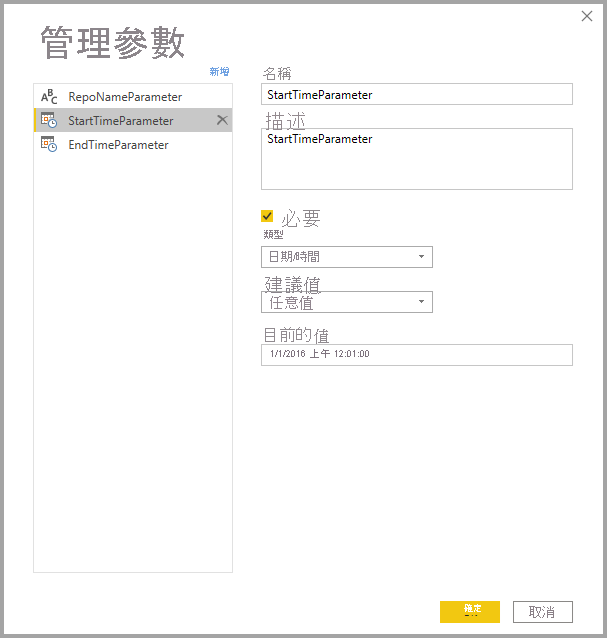 管理參數
新增
ABC RepoNameParameter
StartTimeParameter
EndTimeParameter
名稱
StartTimeParameter
描述
StartTimeParameter
必要
類型
日期/時間
建議值
任意值
目前的值
1/1/2016 上午 12:01:00
確定
取消